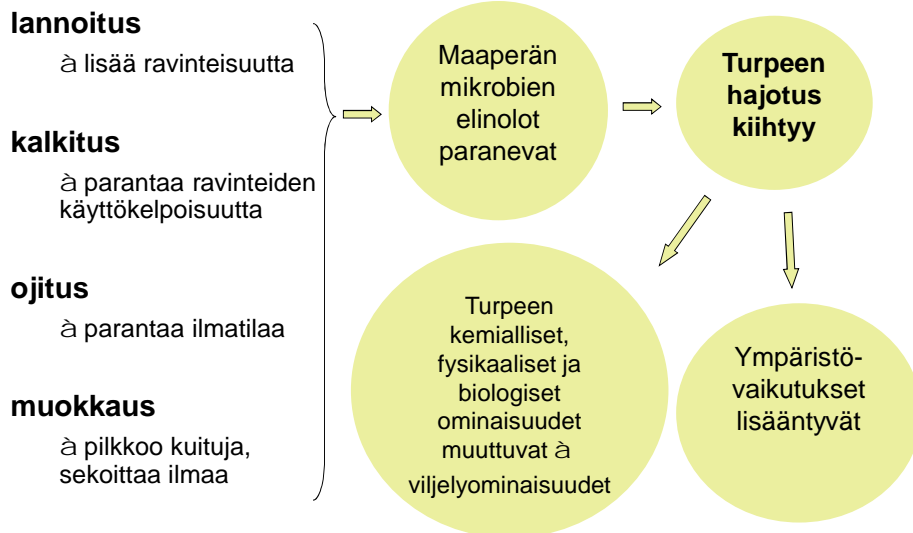 lannoitus
à lisää ravinteisuutta
kalkitus
à parantaa ravinteiden
käyttökelpoisuutta
ojitus
à parantaa ilmatilaa
muokkaus
à pilkkoo kuituja,
sekoittaa ilmaa
Maaperän
mikrobien
elinolot
paranevat
Turpeen
hajotus
kiihtyy
Turpeen
kemialliset,
fysikaaliset ja
biologiset
ominaisuudet
muuttuvat à
viljelyominaisuudet
Ympäristö-
vaikutukset
lisääntyvät